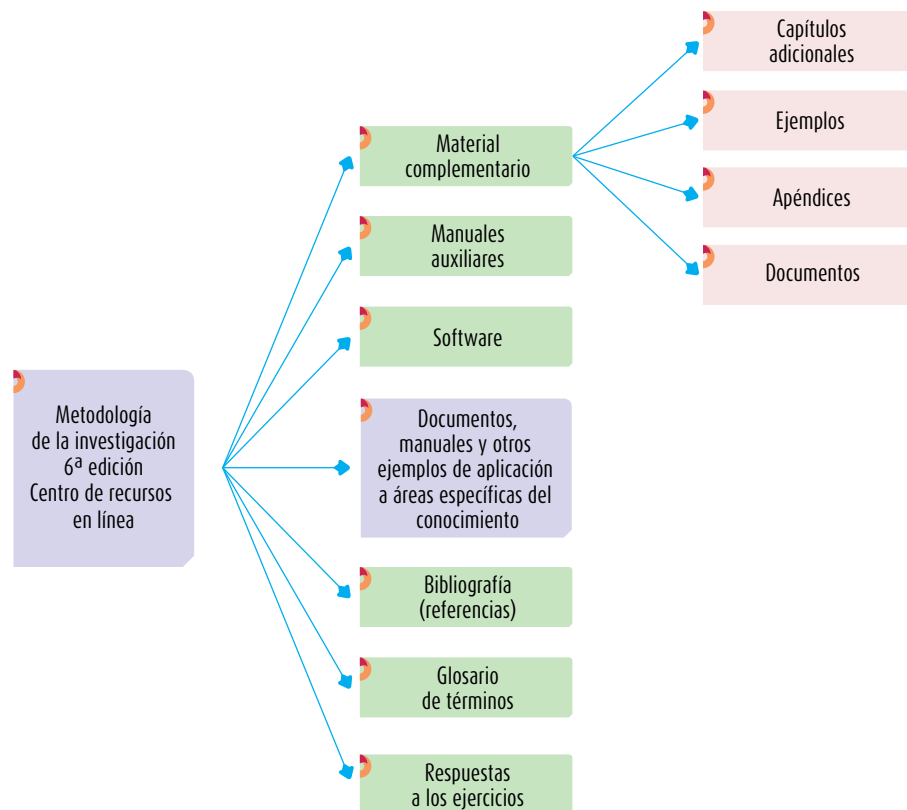 Metodología
de la investigación
6ª edición
Centro de recursos
en línea
Material
complementario
Manuales
auxiliares
Software
Documentos,
manuales y otros
ejemplos de aplicación
a áreas específicas del
conocimiento
Bibliografía
(referencias)
Glosario
de términos
Respuestas
a los ejercicios
Capítulos
adicionales
Ejemplos
Apéndices
Documentos